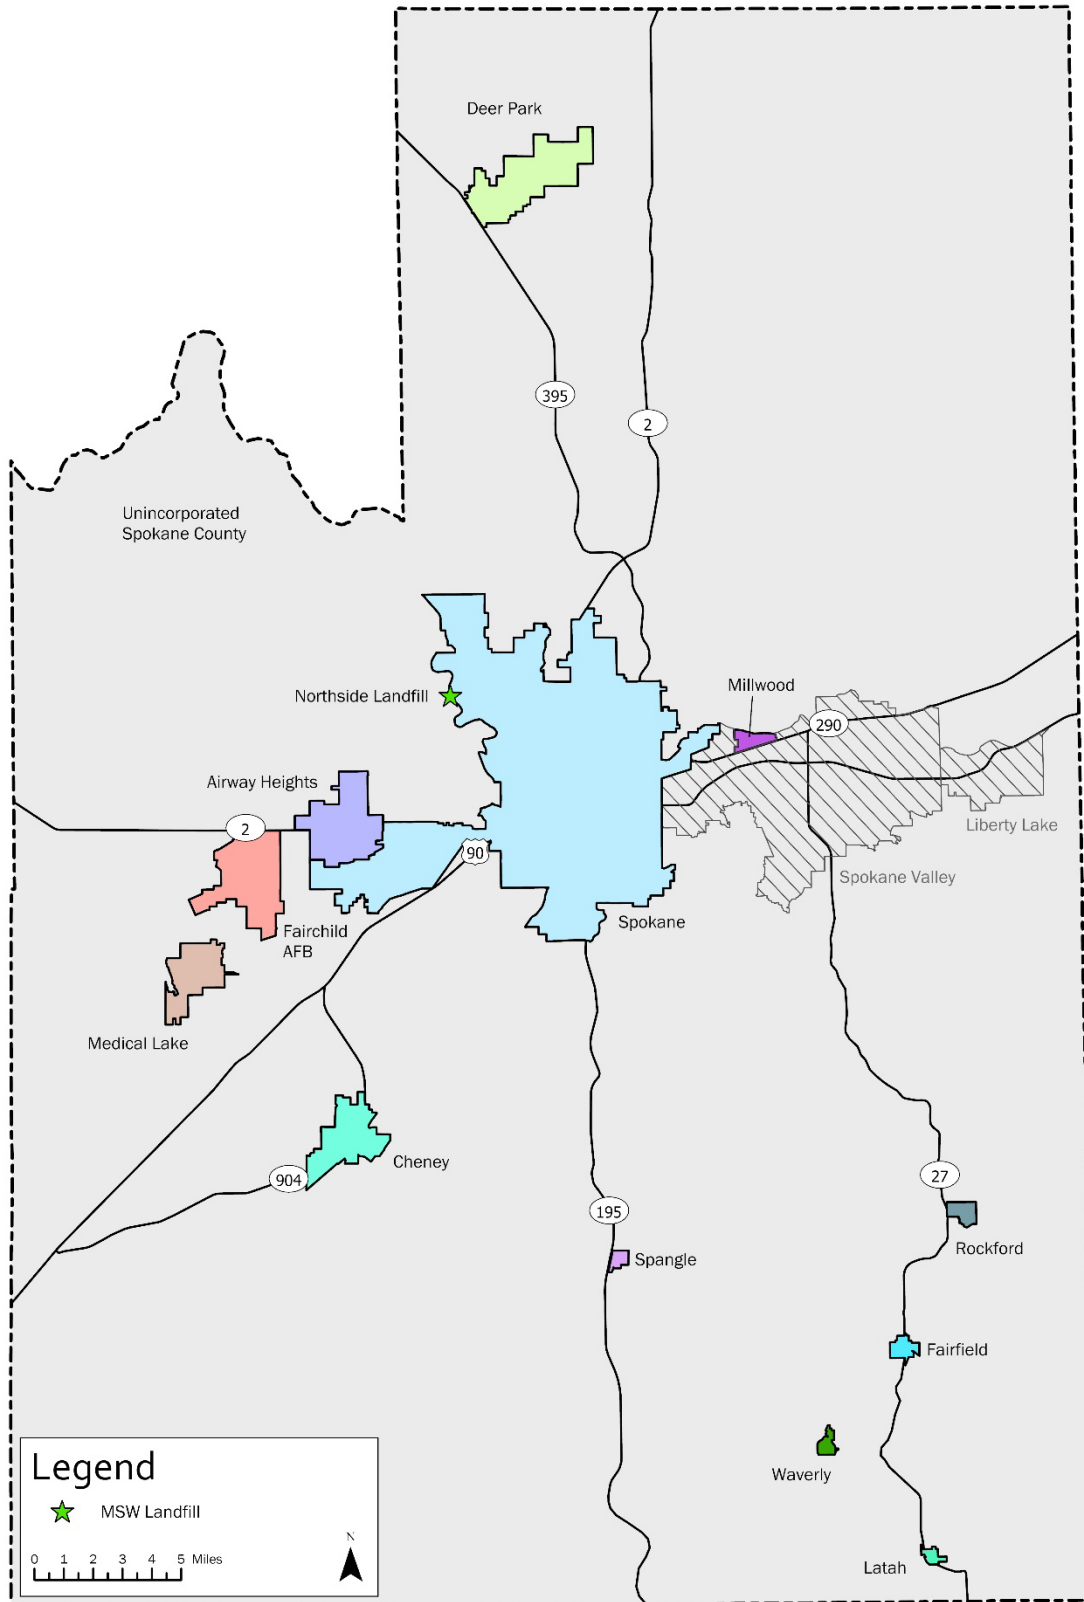 Deer Park
395
2
Unincorporated
Spokane County
Millwood
Northside Landfill
290
Airway Heights
2
Liberty Lake
90
Spokane Valley
Spokane
Fairchild
AFB
Medical Lake
Cheney
904
27
195
Rockford
Spangle
Fairfield
Waverly
Latah
Legend
MSW Landfill
N
0 1 2 3 4 5 Miles